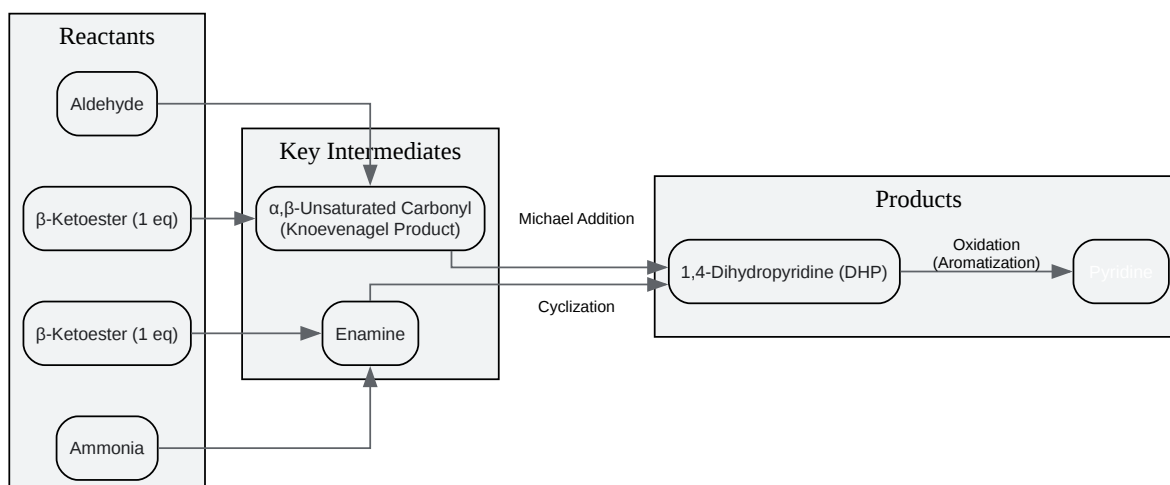 Reactants
Aldehyde
β-Ketoester (1 eq)
β-Ketoester (1 eq)
Ammonia
Key Intermediates
α,β-Unsaturated Carbonyl
(Knoevenagel Product)
Enamine
Michael Addition
Cyclization
Products
1,4-Dihydropyridine (DHP)
Oxidation
(Aromatization)
Pyridine